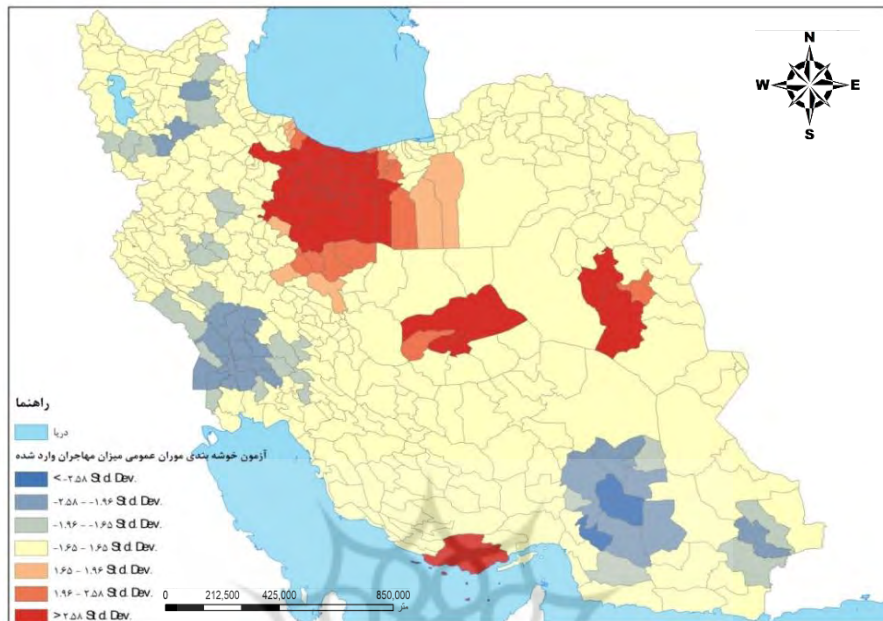 N
W E
S
راهنما
دریا
آزمون خوشه بندی موران عمومی میزان مهاجران وارد شده
< -۲.۵۸ Std. Dev.
-۲.۵۸ - -۱.۹۶ Std. Dev.
-۱.۹۶ - -۱.۶۵ Std. Dev.
-۱.۶۵ - ۱.۶۵ Std. Dev.
۱.۶۵ - ۱.۹۶ Std. Dev.
۱.۹۶ - ۲.۵۸ Std. Dev.
> ۲.۵۸ Std. Dev.
0 212,500 425,000 850,000
متر